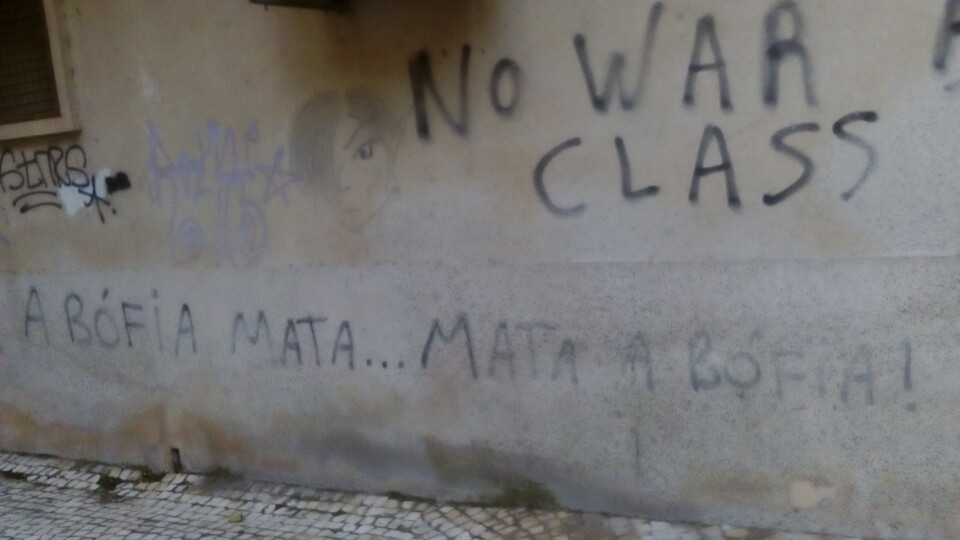 NO WAR
CLASS
A BÓFIA MATA... MATA A BÓFIA!